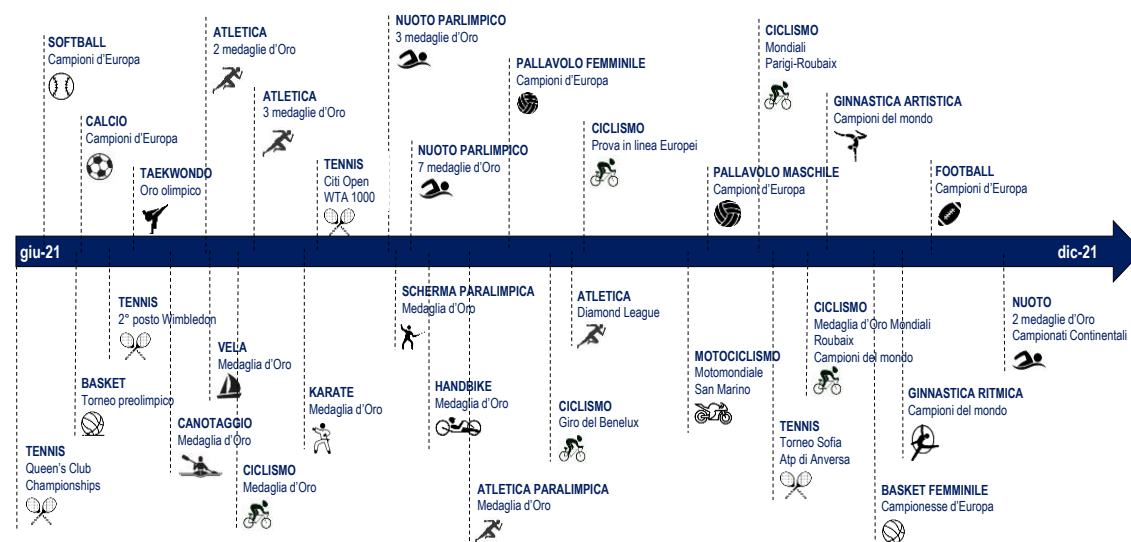 SOFTBALL
Campioni d'Europa
CALCIO
Campioni d'Europa
TAEKWONDO
Oro olimpico
ATLETICA
2 medaglie d'Oro
ATLETICA
3 medaglie d'Oro
TENNIS
Citi Open
WTA 1000
NUOTO PARLIMPICO
3 medaglie d'Oro
NUOTO PARLIMPICO
7 medaglie d'Oro
PALLAVOLO FEMMINILE
Campioni d'Europa
CICLISMO
Prova in linea Europei
PALLAVOLO MASCHILE
Campioni d'Europa
CICLISMO
Mondiali
Parigi-Roubaix
GINNASTICA ARTISTICA
Campioni del mondo
FOOTBALL
Campioni d'Europa
giu-21
dic-21
TENNIS
Queen's Club
Championships
BASKET
Torneo preolimpico
TENNIS
2° posto Wimbledon
CANOTAGGIO
Medaglia d'Oro
VELA
Medaglia d'Oro
CICLISMO
Medaglia d'Oro
KARATE
Medaglia d'Oro
SCHERMA PARALIMPICA
Medaglia d'Oro
HANDBIKE
Medaglia d'Oro
ATLETICA PARALIMPICA
Medaglia d'Oro
CICLISMO
Giro del Benelux
ATLETICA
Diamond League
MOTOCICLISMO
Motomondiale
San Marino
TENNIS
Torneo Sofia
Atp di Anversa
CICLISMO
Medaglia d'Oro Mondiali
Roubaix
Campioni del mondo
BASKET FEMMINILE
Campionesse d'Europa
GINNASTICA RITMICA
Campioni del mondo
NUOTO
2 medaglie d'Oro
Campionati Continentali